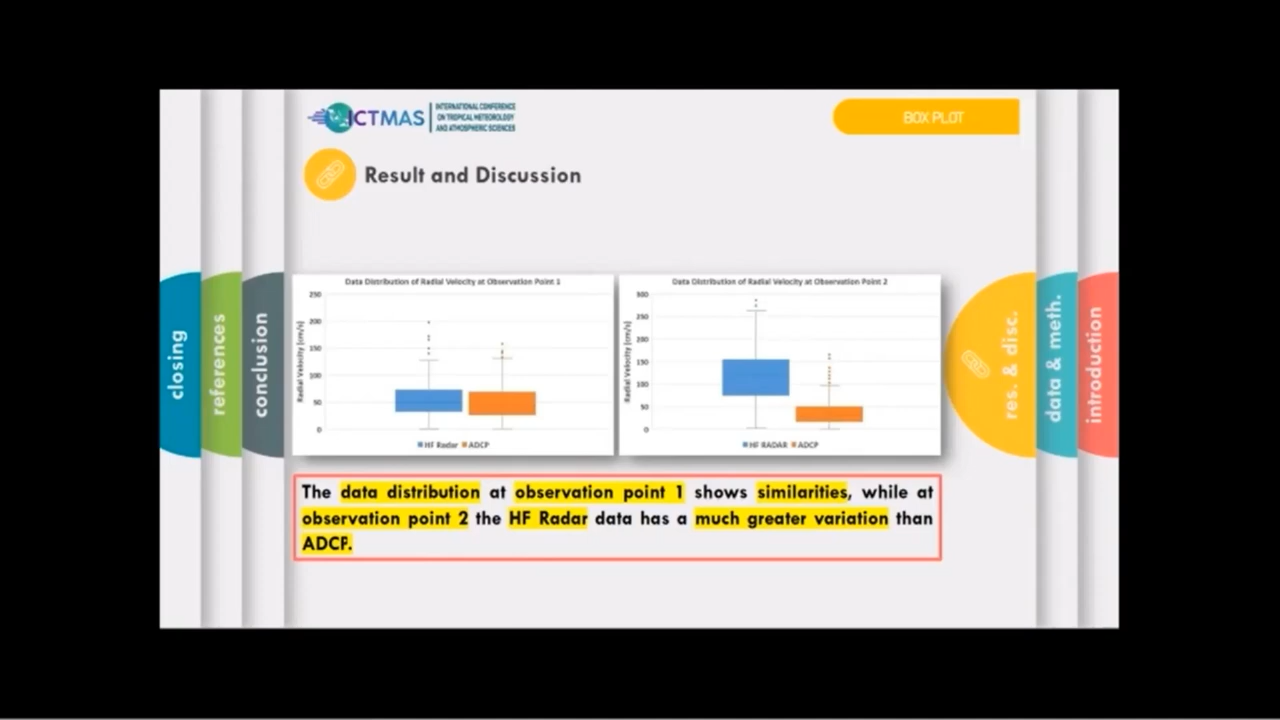 ICTMAS
INTERNATIONAL CONFERENCE
ON TROPICAL METEOROLOGY
AND ATMOSPHERIC SCIENCES
BOX PLOT
Result and Discussion
closing
references
conclusion
Data Distribution of Radial Velocity at Observation Point 1
Radial Velocity (cm/s)
250
200
150
100
50
0
HF Radar ADCP
Data Distribution of Radial Velocity at Observation Point 2
Radial Velocity (cm/s)
300
250
200
150
100
50
0
HF RADAR ADCP
res. & disc.
data & meth.
introduction
The data distribution at observation point 1 shows similarities, while at
observation point 2 the HF Radar data has a much greater variation than
ADCP.